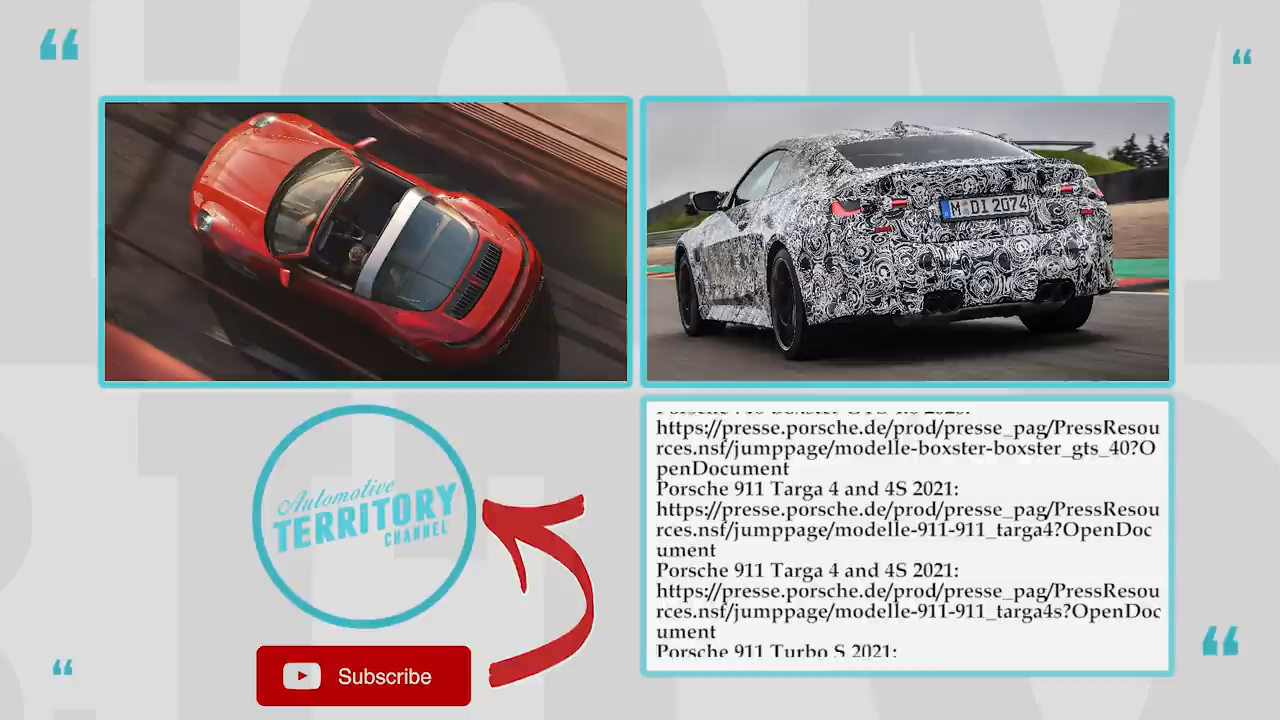 M DI 2074
Automotive
TERRITORY
CHANNEL
Subscribe
https://presse.porsche.de/prod/presse_pag/PressResou
rces.nsf/jumppage/modelle-boxster-boxster_gts_40?O
penDocument
Porsche 911 Targa 4 and 4S 2021:
https://presse.porsche.de/prod/presse_pag/PressResou
rces.nsf/jumppage/modelle-911-911_targa4?OpenDoc
ument
Porsche 911 Targa 4 and 4S 2021:
https://presse.porsche.de/prod/presse_pag/PressResou
rces.nsf/jumppage/modelle-911-911_targa4s?OpenDoc
ument
Porsche 911 Turbo S 2021: